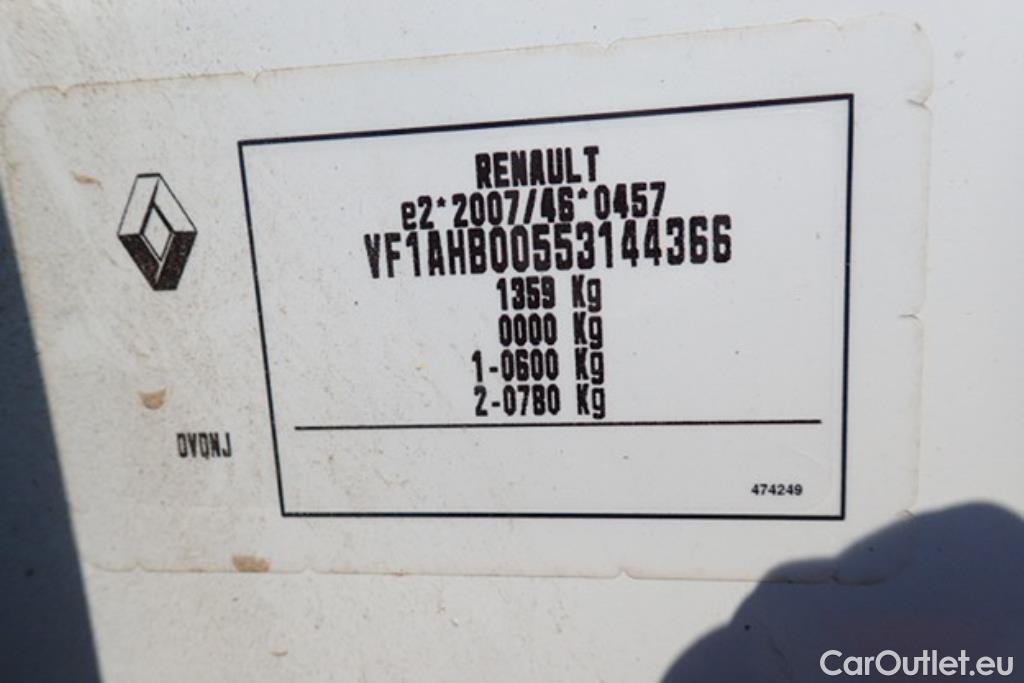 RENAULT
e2*2007/46*0457
VF1AHB00553144366
1359 Kg
0000 Kg
1-0600 Kg
2-0780 Kg
DVQNJ
474249
CarOutlet.eu